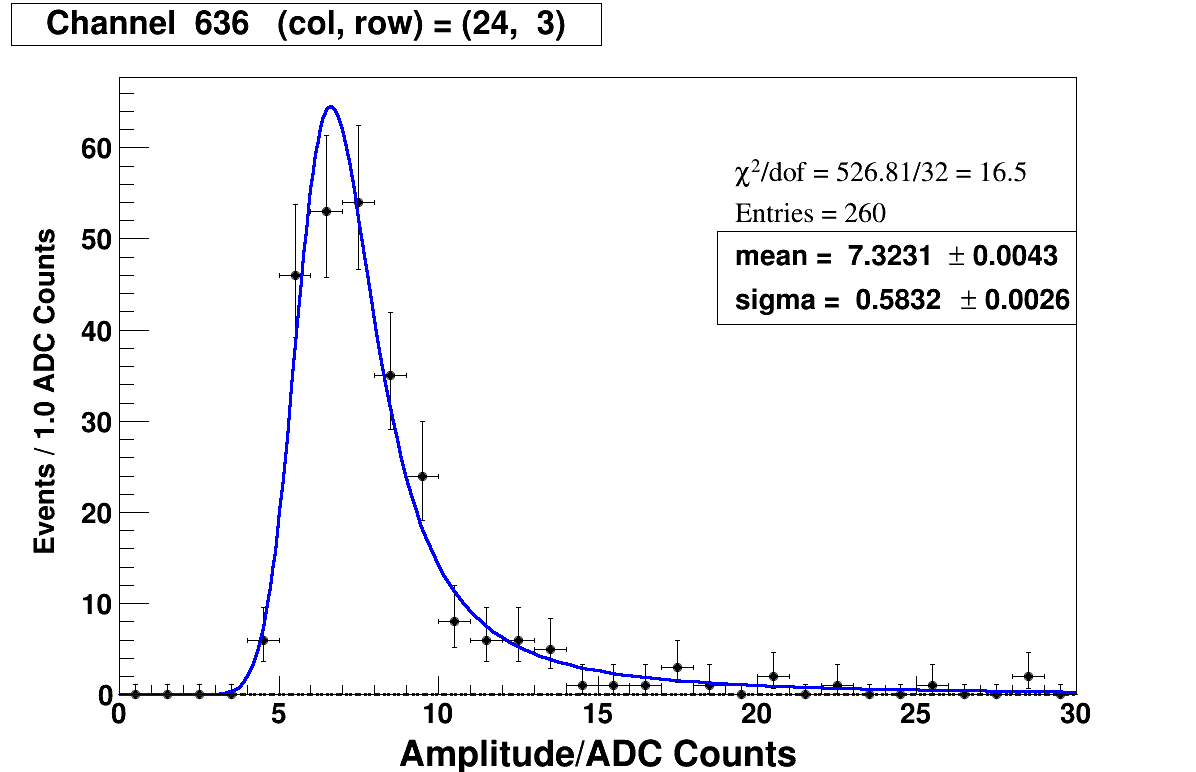 Channel 636 (col, row) = (24, 3)
60
50
40
30
20
10
0
Events / 1.0 ADC Counts
χ²/dof = 526.81/32 = 16.5
Entries = 260
mean = 7.3231 ± 0.0043
sigma = 0.5832 ± 0.0026
0 5 10 15 20 25 30
Amplitude/ADC Counts